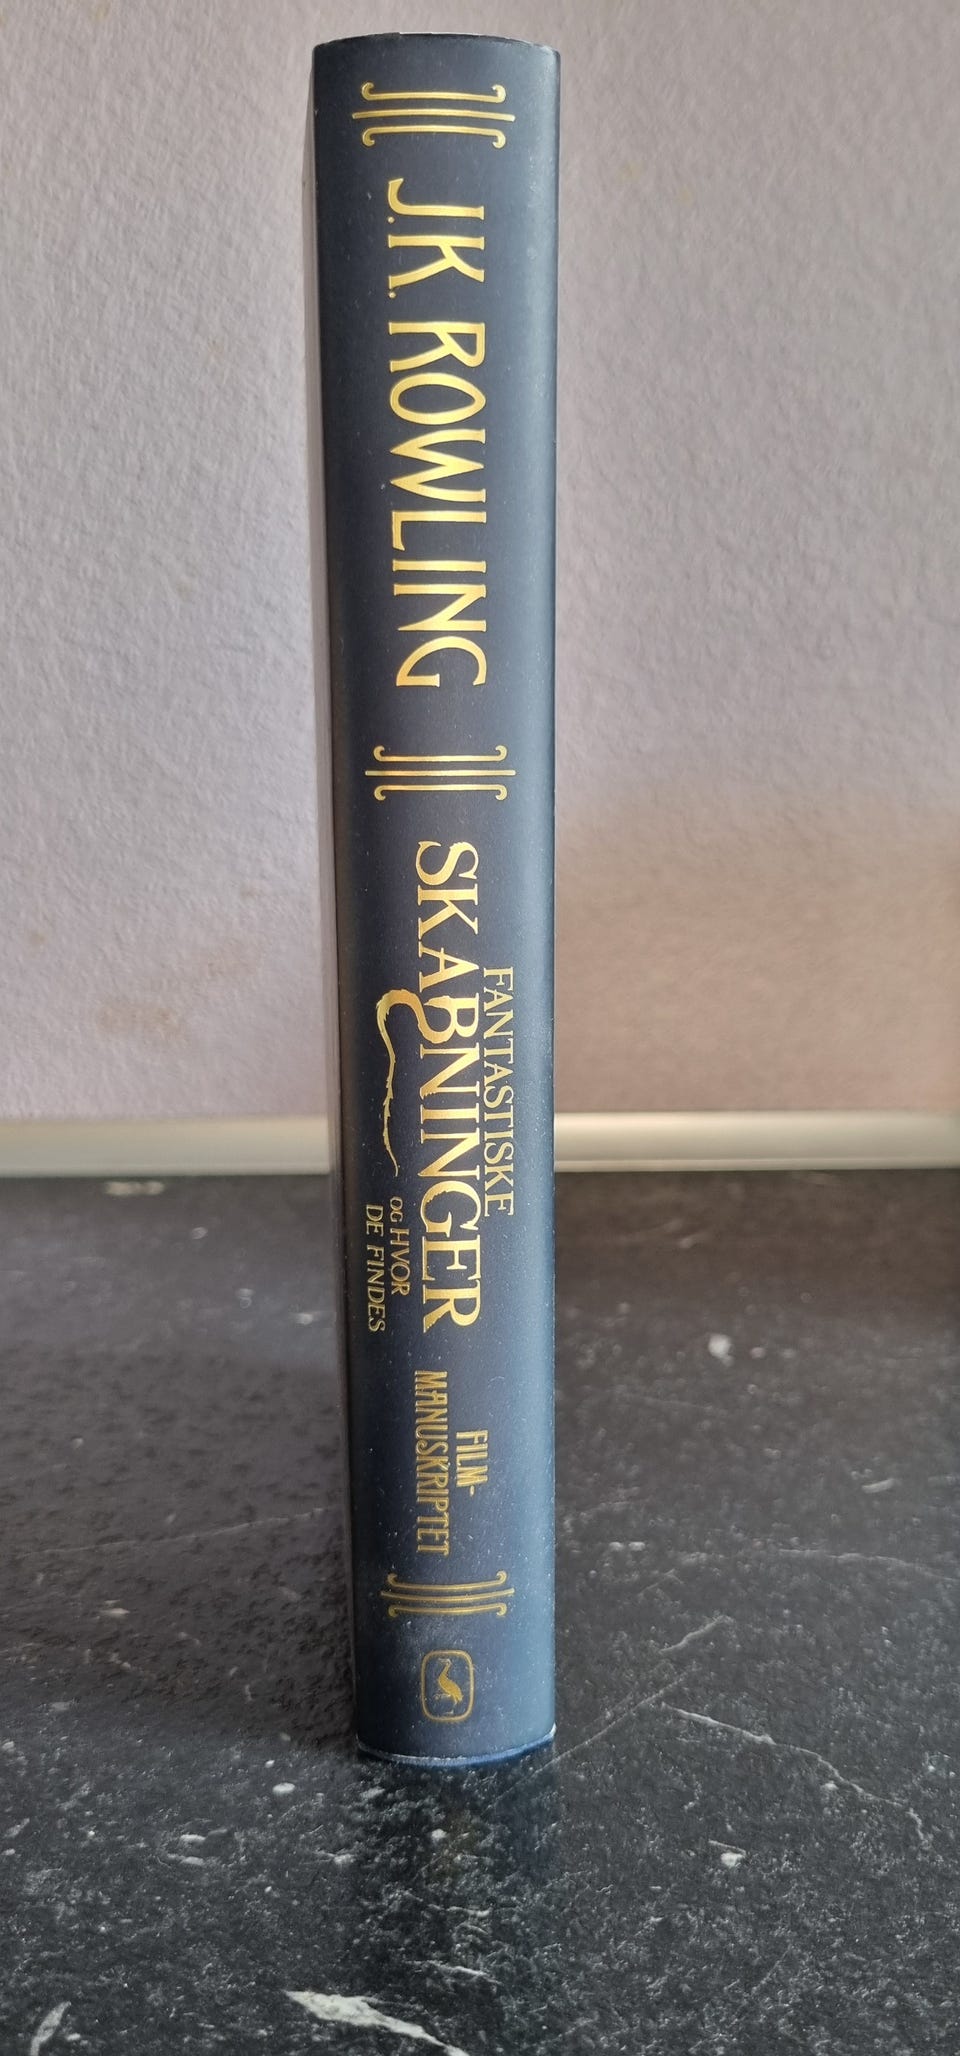 J.K. ROWLING
FANTASTISKE
SKABNINGER
OG HVOR
DE FINDES
FILM-
MANUSKRIPTET